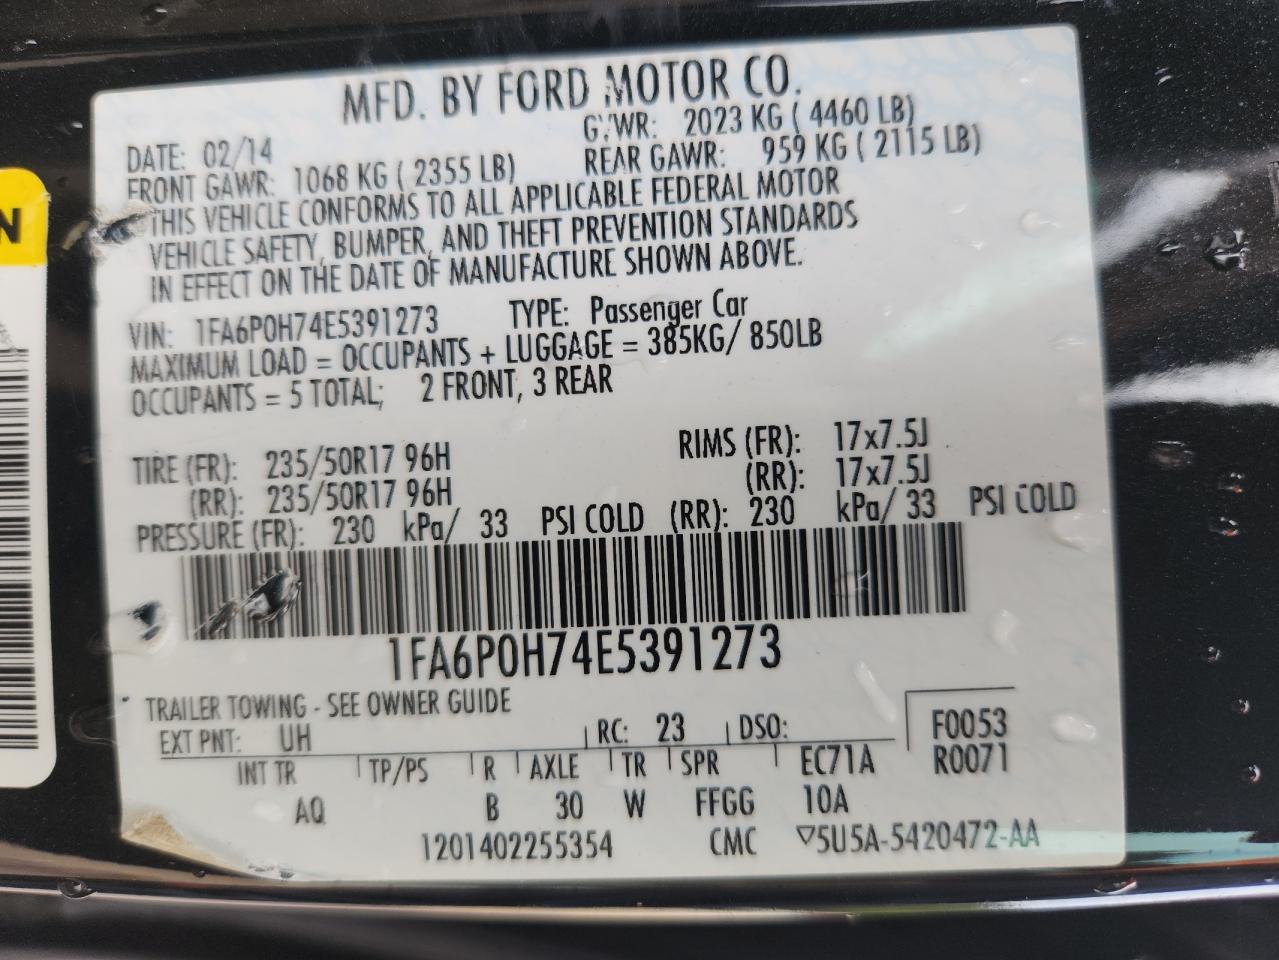 MFD. BY FORD MOTOR CO.
DATE: 02/14 GVWR: 2023 KG ( 4460 LB)
FRONT GAWR: 1068 KG ( 2355 LB) REAR GAWR: 959 KG ( 2115 LB)
THIS VEHICLE CONFORMS TO ALL APPLICABLE FEDERAL MOTOR
VEHICLE SAFETY, BUMPER, AND THEFT PREVENTION STANDARDS
IN EFFECT ON THE DATE OF MANUFACTURE SHOWN ABOVE.
VIN: 1FA6P0H74E5391273 TYPE: Passenger Car
MAXIMUM LOAD = OCCUPANTS + LUGGAGE = 385KG/ 850LB
OCCUPANTS = 5 TOTAL; 2 FRONT, 3 REAR
TIRE (FR): 235/50R17 96H RIMS (FR): 17x7.5J
(RR): 235/50R17 96H (RR): 17x7.5J
PRESSURE (FR): 230 kPa/ 33 PSI COLD (RR): 230 kPa/ 33 PSI COLD
1FA6P0H74E5391273
TRAILER TOWING - SEE OWNER GUIDE
EXT PNT: UH RC: 23 DSO: F0053
INT TR TP/PS R AXLE TR SPR EC71A R0071
AQ B 30 W FFGG 10A
1201402255354 CMC ▽5U5A-5420472-AA
N